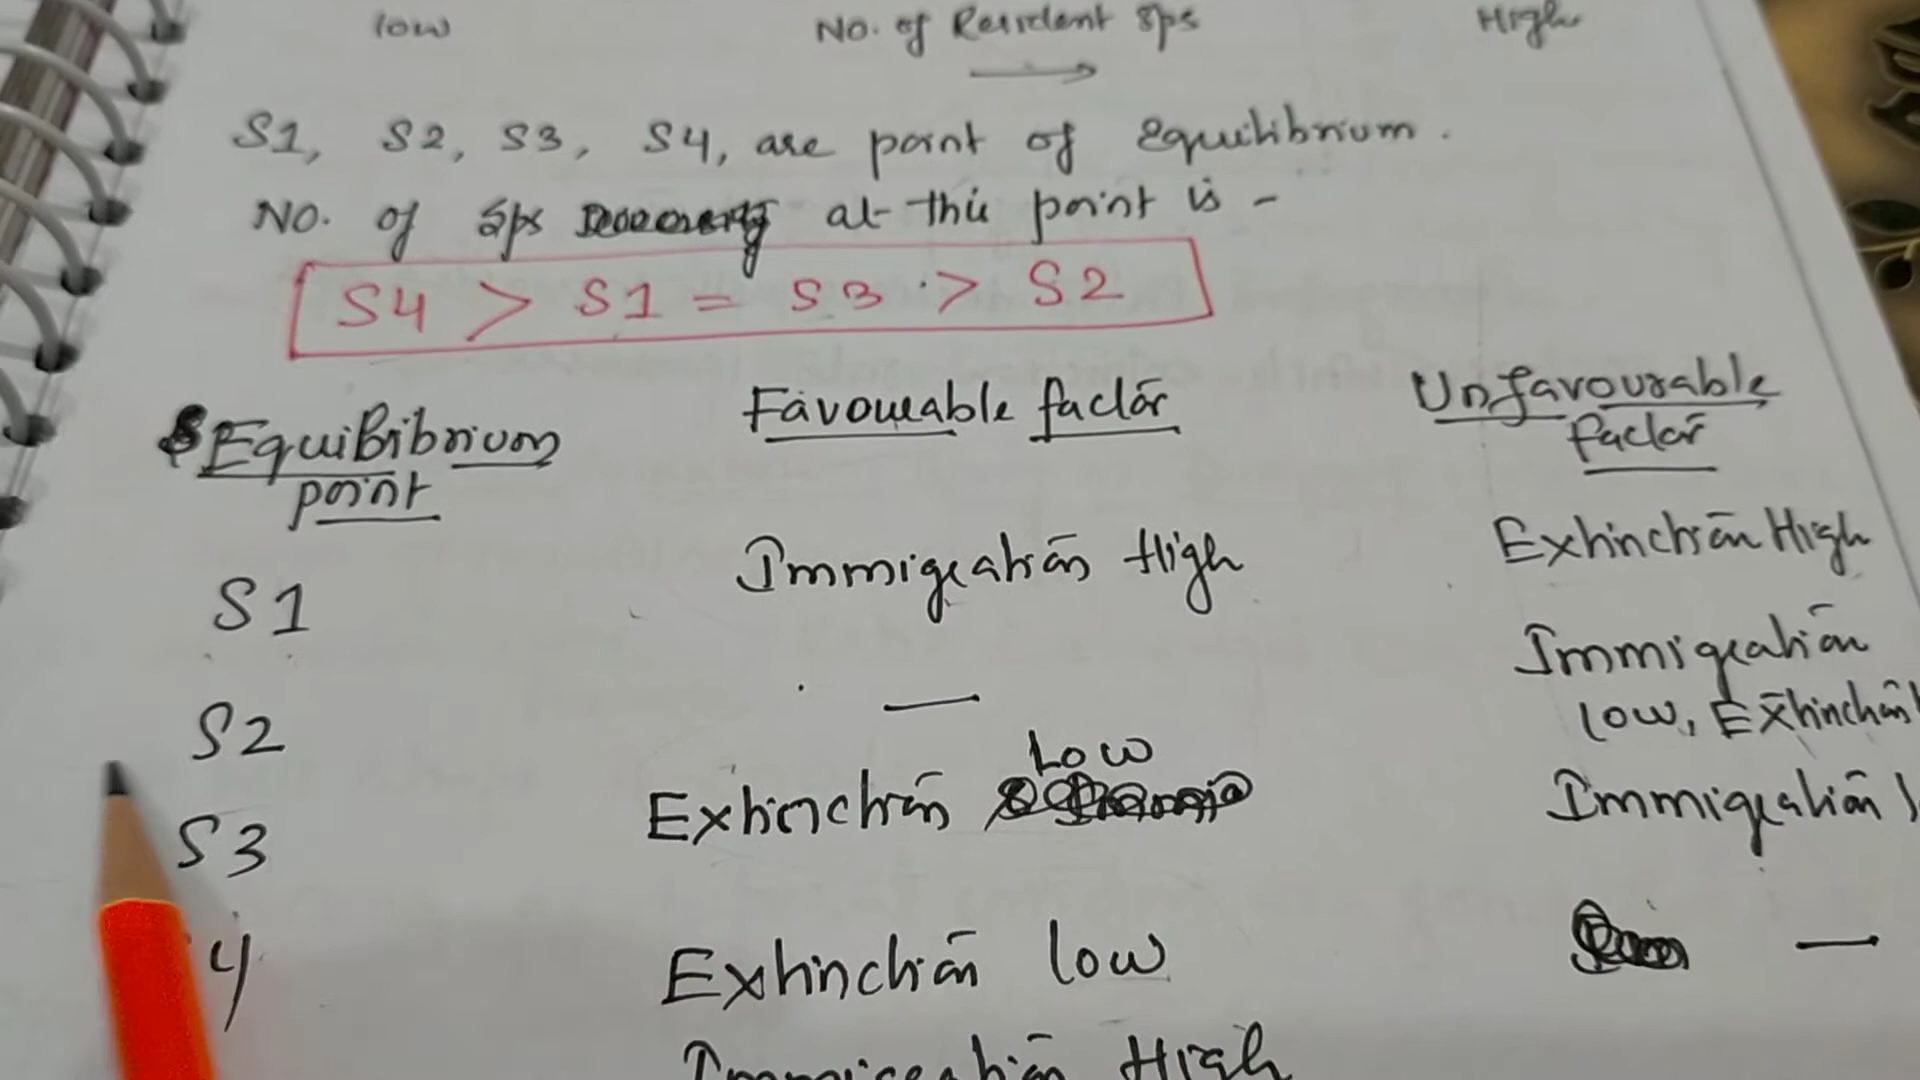 low No. of Resident Sps High
S1, S2, S3, S4, are point of Equilibrium.
NO. of Sps at this point is -
S4 > S1 = S3 > S2
Equibibrium Favourable factor Unfavourable
point factor
S1 Immigration High Extinction High
S2 — Immigration
low, Extinction
S3 Extinction Low Immigration
4 Extinction low —
Immigration High